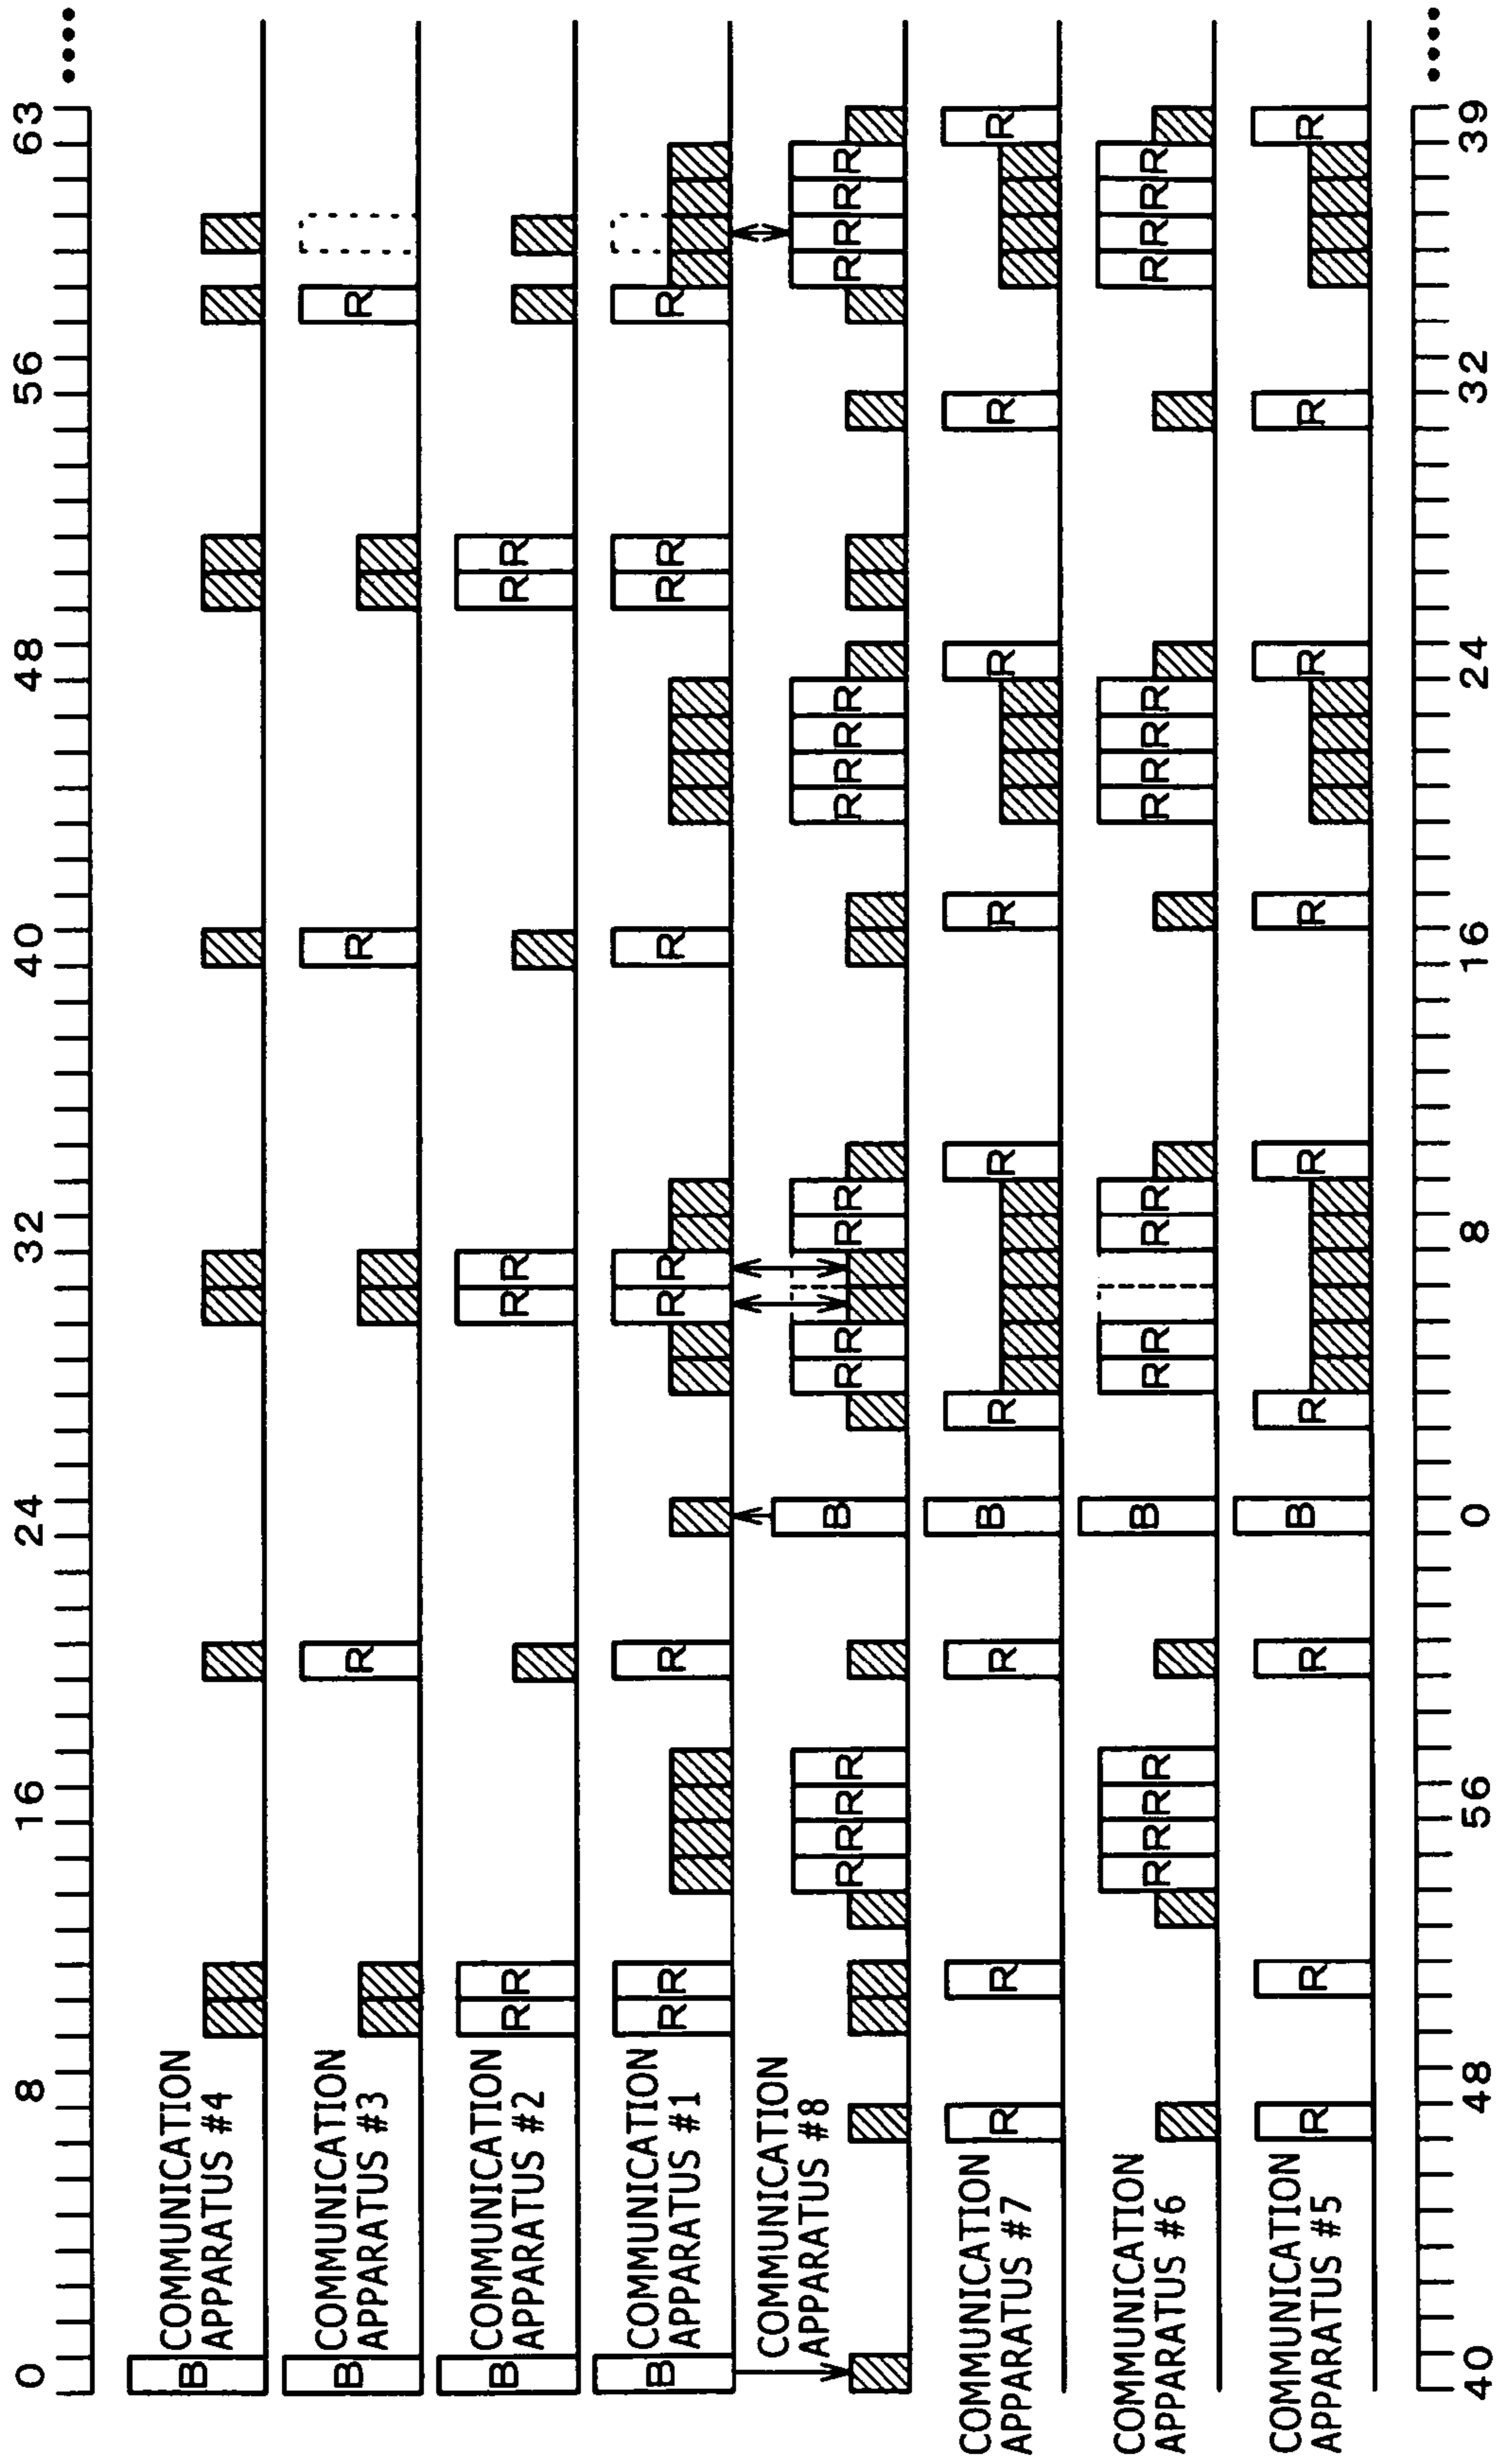 0 8 16 24 32 40 48 56 63 ••••
COMMUNICATION
APPARATUS #4
B
COMMUNICATION
APPARATUS #3
B R R R
COMMUNICATION
APPARATUS #2
B R R R R R R
COMMUNICATION
APPARATUS #1
B R R R R R R R R R
COMMUNICATION
APPARATUS #8
R R R R B R R R R R R R R R R R R
COMMUNICATION
APPARATUS #7
R R R B R R R R R R
COMMUNICATION
APPARATUS #6
R R R R B R R R R R R R R R R R R
COMMUNICATION
APPARATUS #5
R R R B R R R R R R
40 48 56 0 8 16 24 32 32 39 ••••